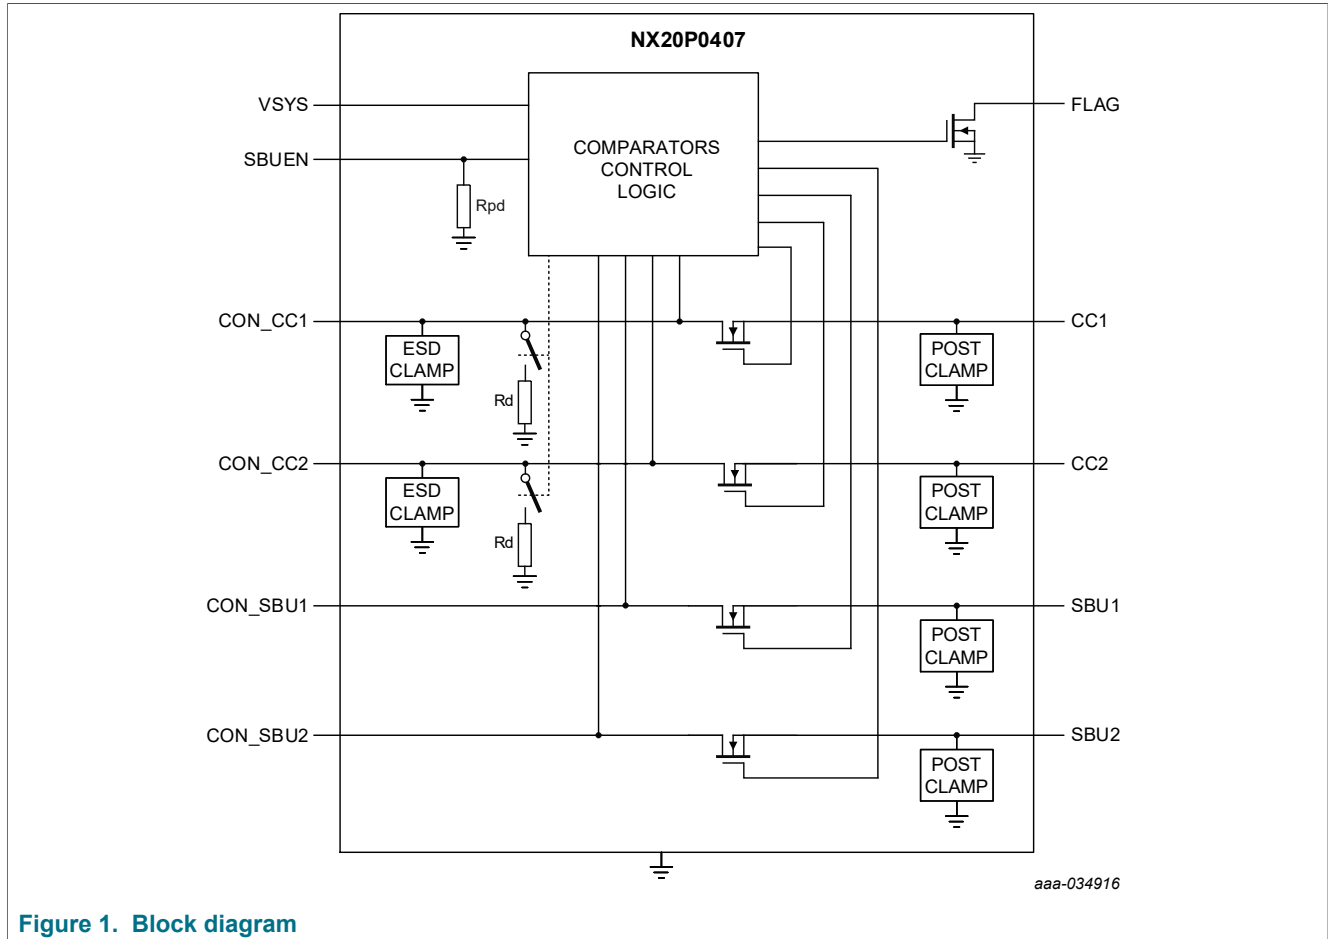 NX20P0407
VSYS
FLAG
SBUEN
COMPARATORS
CONTROL
LOGIC
Rpd
CON_CC1
CC1
ESD
CLAMP
POST
CLAMP
Rd
CON_CC2
CC2
ESD
CLAMP
POST
CLAMP
Rd
CON_SBU1
SBU1
POST
CLAMP
CON_SBU2
SBU2
POST
CLAMP
aaa-034916
Figure 1. Block diagram